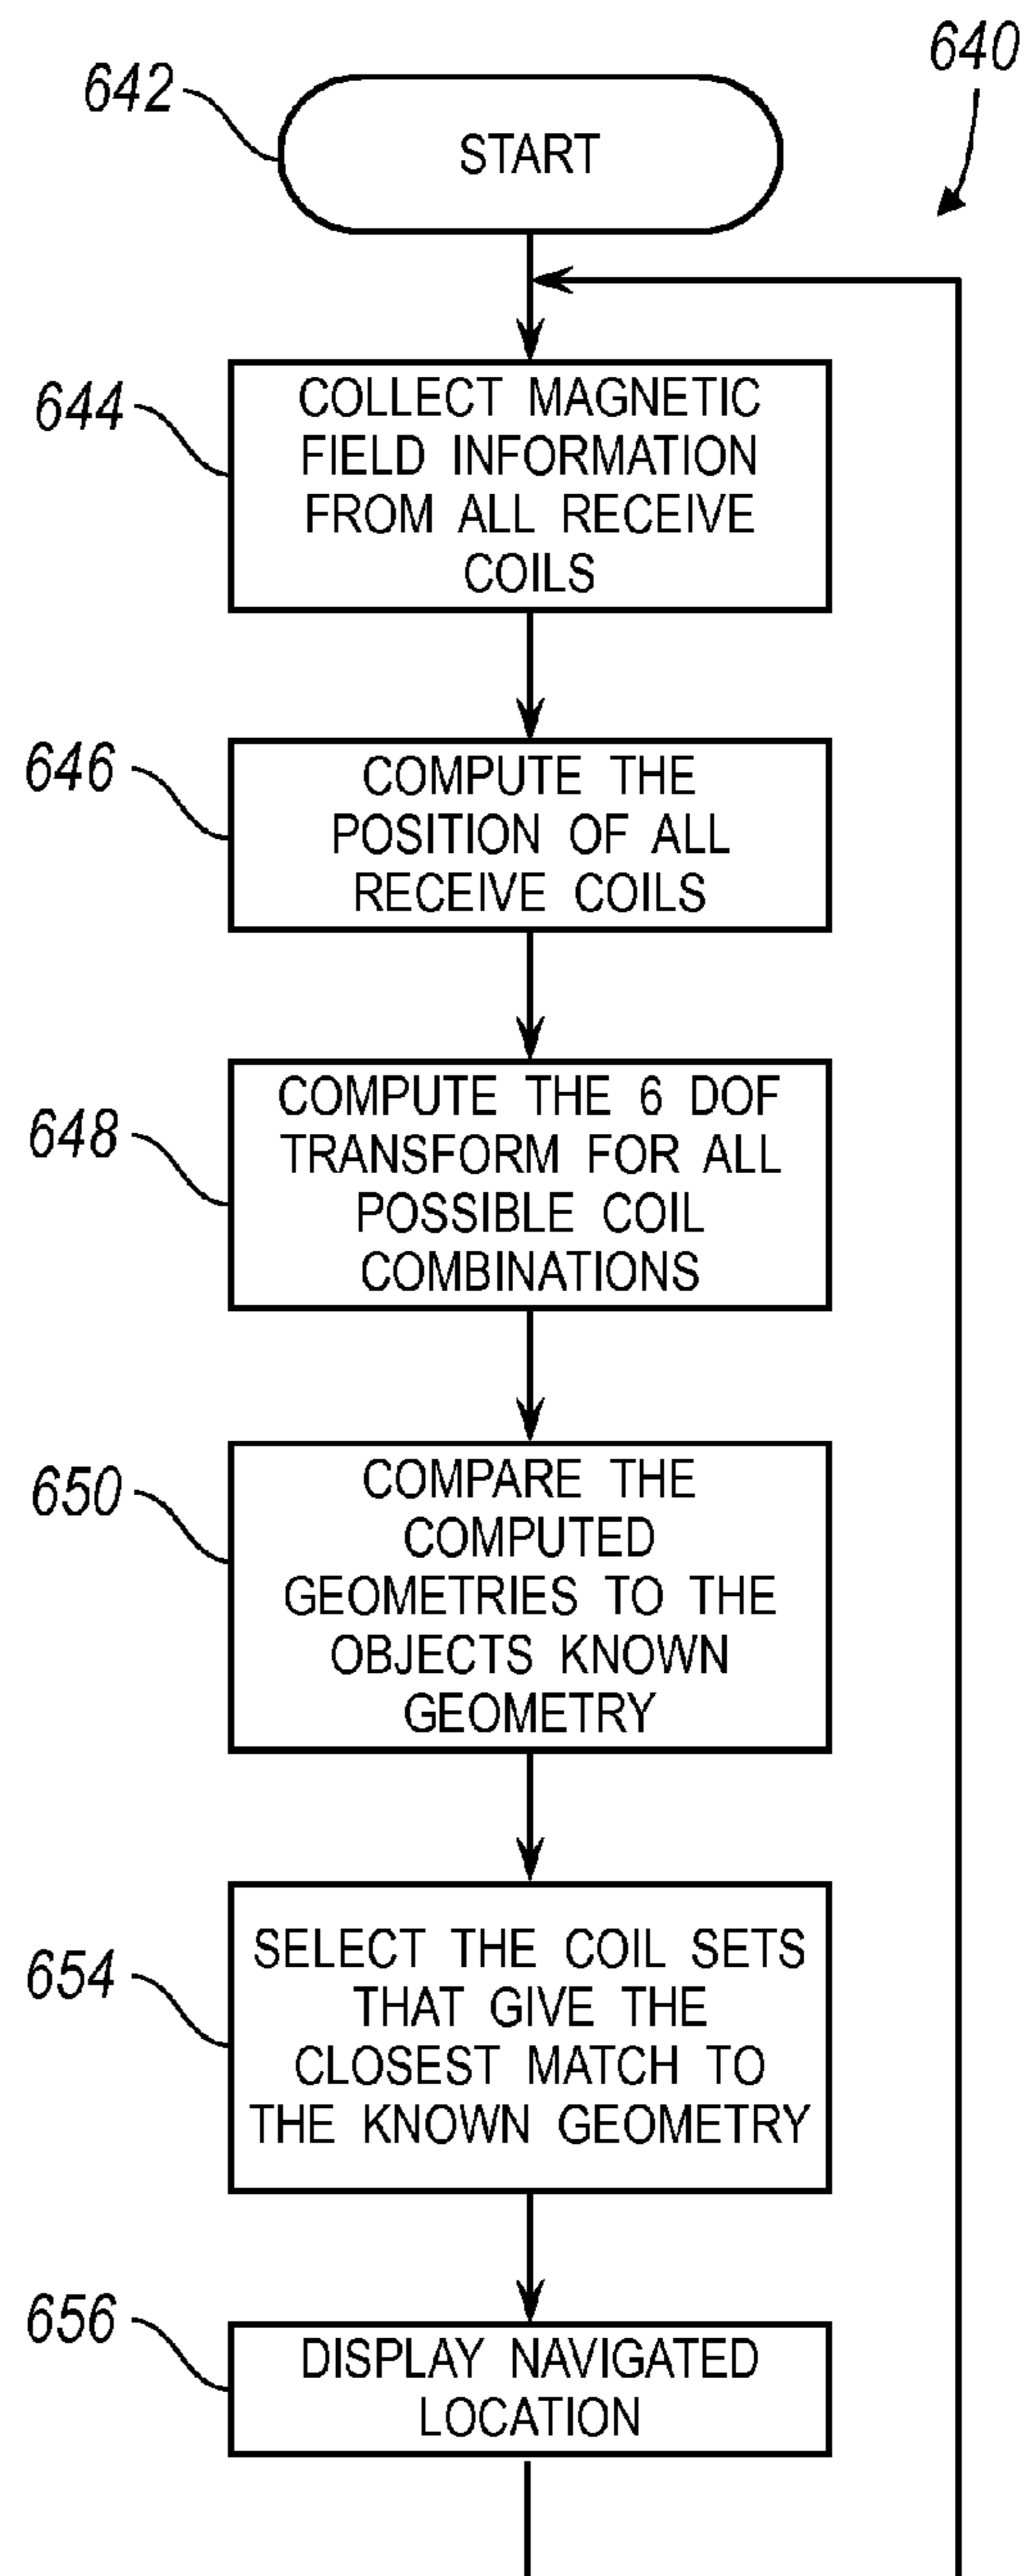 640
642
START
644
COLLECT MAGNETIC
FIELD INFORMATION
FROM ALL RECEIVE
COILS
646
COMPUTE THE
POSITION OF ALL
RECEIVE COILS
648
COMPUTE THE 6 DOF
TRANSFORM FOR ALL
POSSIBLE COIL
COMBINATIONS
650
COMPARE THE
COMPUTED
GEOMETRIES TO THE
OBJECTS KNOWN
GEOMETRY
654
SELECT THE COIL SETS
THAT GIVE THE
CLOSEST MATCH TO
THE KNOWN GEOMETRY
656
DISPLAY NAVIGATED
LOCATION